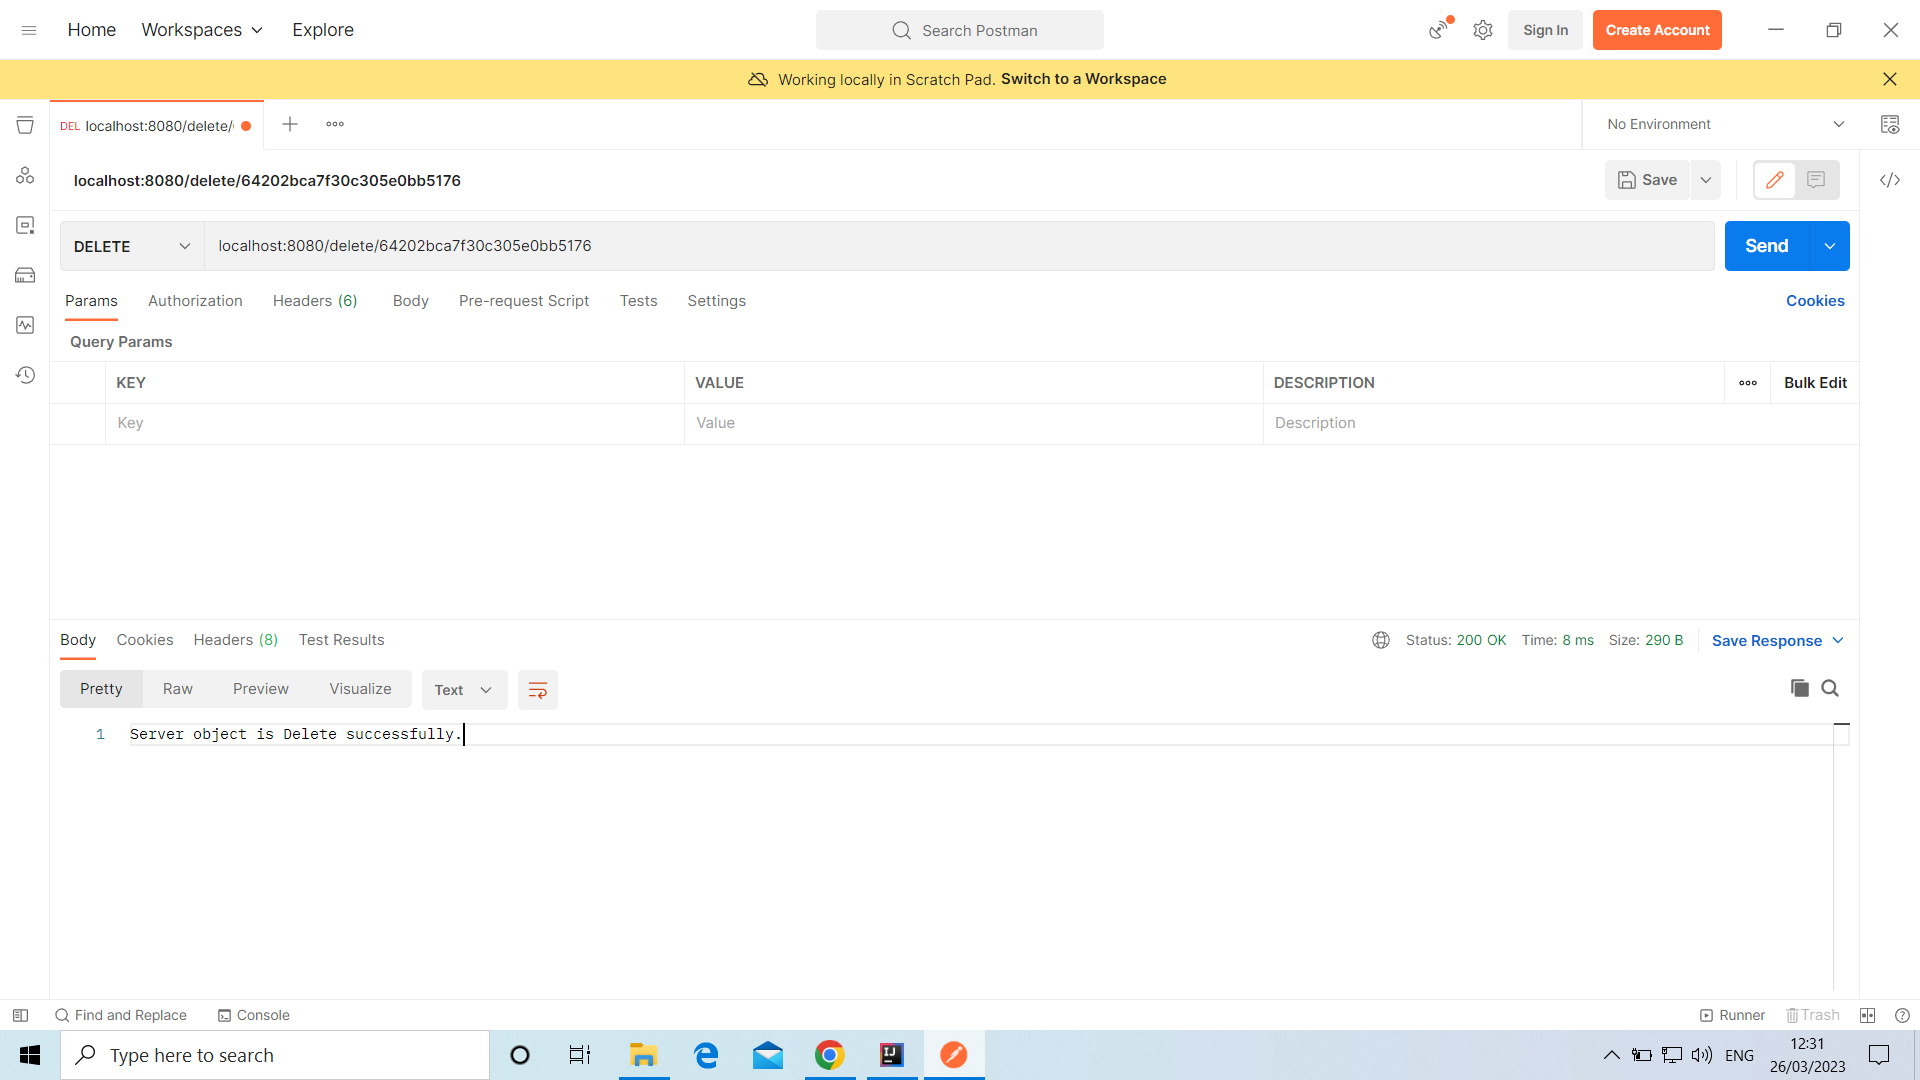 Home Workspaces Explore Search Postman Sign In Create Account
Working locally in Scratch Pad. Switch to a Workspace
DEL localhost:8080/delete/ No Environment
localhost:8080/delete/64202bca7f30c305e0bb5176 Save
DELETE localhost:8080/delete/64202bca7f30c305e0bb5176 Send
Params Authorization Headers (6) Body Pre-request Script Tests Settings Cookies
Query Params
KEY VALUE DESCRIPTION Bulk Edit
Key Value Description
Body Cookies Headers (8) Test Results Status: 200 OK Time: 8 ms Size: 290 B Save Response
Pretty Raw Preview Visualize Text
1 Server object is Delete successfully.
Find and Replace Console Runner Trash
Type here to search IJ ENG 12:31
26/03/2023